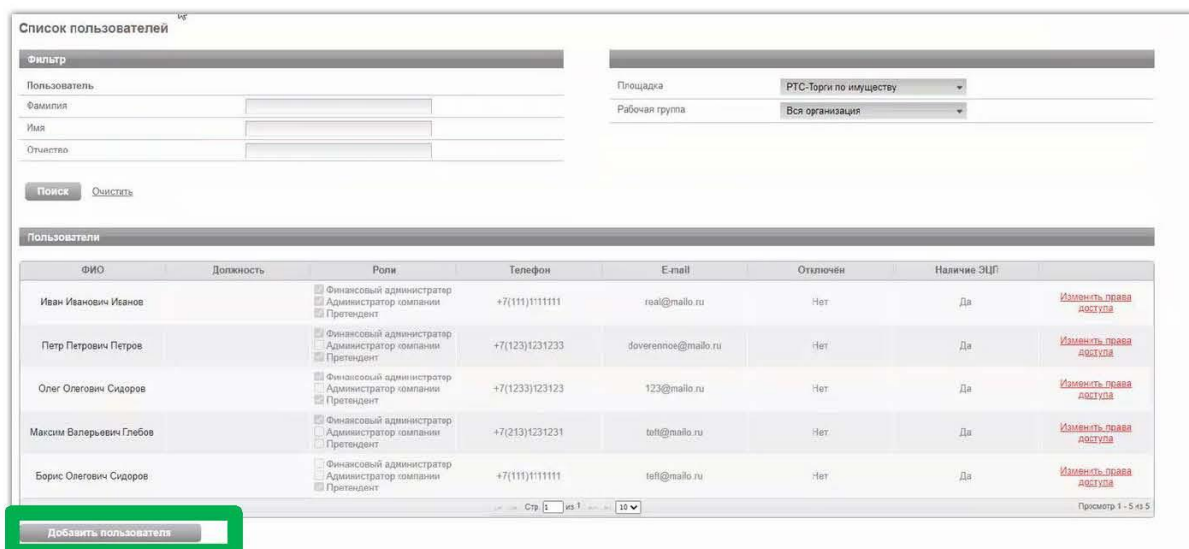 Список пользователей
Фильтр
Пользователь
Фамилия
Имя
Отчество
Площадка РТС-Торги по имуществу
Рабочая группа Вся организация
Поиск Очистить
Пользователи
ФИО Должность Роли Телефон E-mail Отключён Наличие ЭЦП
Финансовый администратор
Иван Иванович Иванов Администратор компании +7(111)1111111 real@mailo.ru Нет Да Изменить права доступа
Претендент
Финансовый администратор
Петр Петрович Петров Администратор компании +7(123)1231233 doverennoe@mailo.ru Нет Да Изменить права доступа
Претендент
Финансовый администратор
Олег Олегович Сидоров Администратор компании +7(1233)123123 123@mailo.ru Нет Да Изменить права доступа
Претендент
Финансовый администратор
Максим Валерьевич Глебов Администратор компании +7(213)1231231 Нет Да Изменить права доступа
Претендент
Финансовый администратор
Борис Олегович Сидоров Администратор компании +7(111)1111111 Нет Да Изменить права доступа
Претендент
Стр. 1 из 1 10 Просмотр 1 - 5 из 5
Добавить пользователя